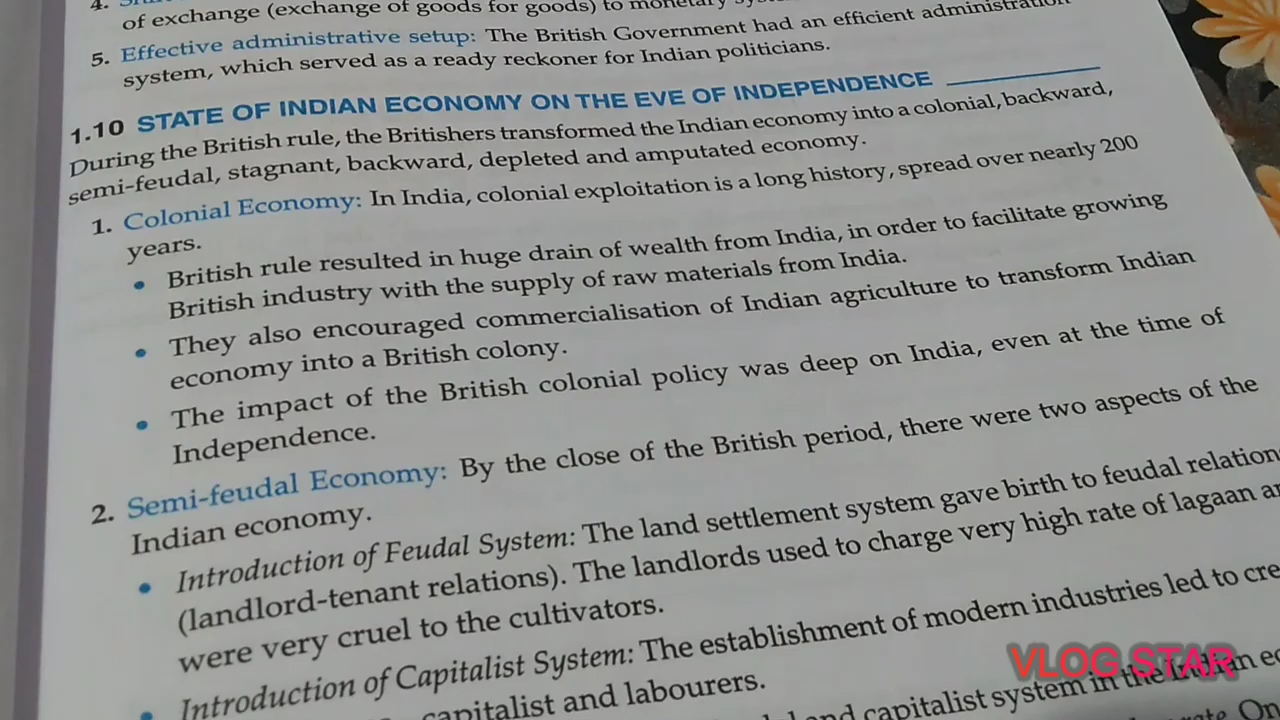 4.
of exchange (exchange of goods for goods) to monetary
5. Effective administrative setup: The British Government had an efficient administration
system, which served as a ready reckoner for Indian politicians.
1.10 STATE OF INDIAN ECONOMY ON THE EVE OF INDEPENDENCE
During the British rule, the Britishers transformed the Indian economy into a colonial, backward,
semi-feudal, stagnant, backward, depleted and amputated economy.
1. Colonial Economy: In India, colonial exploitation is a long history, spread over nearly 200
years.
• British rule resulted in huge drain of wealth from India, in order to facilitate growing
British industry with the supply of raw materials from India.
• They also encouraged commercialisation of Indian agriculture to transform Indian
economy into a British colony.
• The impact of the British colonial policy was deep on India, even at the time of
Independence.
2. Semi-feudal Economy: By the close of the British period, there were two aspects of the
Indian economy.
• Introduction of Feudal System: The land settlement system gave birth to feudal relation
(landlord-tenant relations). The landlords used to charge very high rate of lagaan
were very cruel to the cultivators.
• Introduction of Capitalist System: The establishment of modern industries led to
capitalist and labourers.
and capitalist system in the Indian
On
VLOG STAR